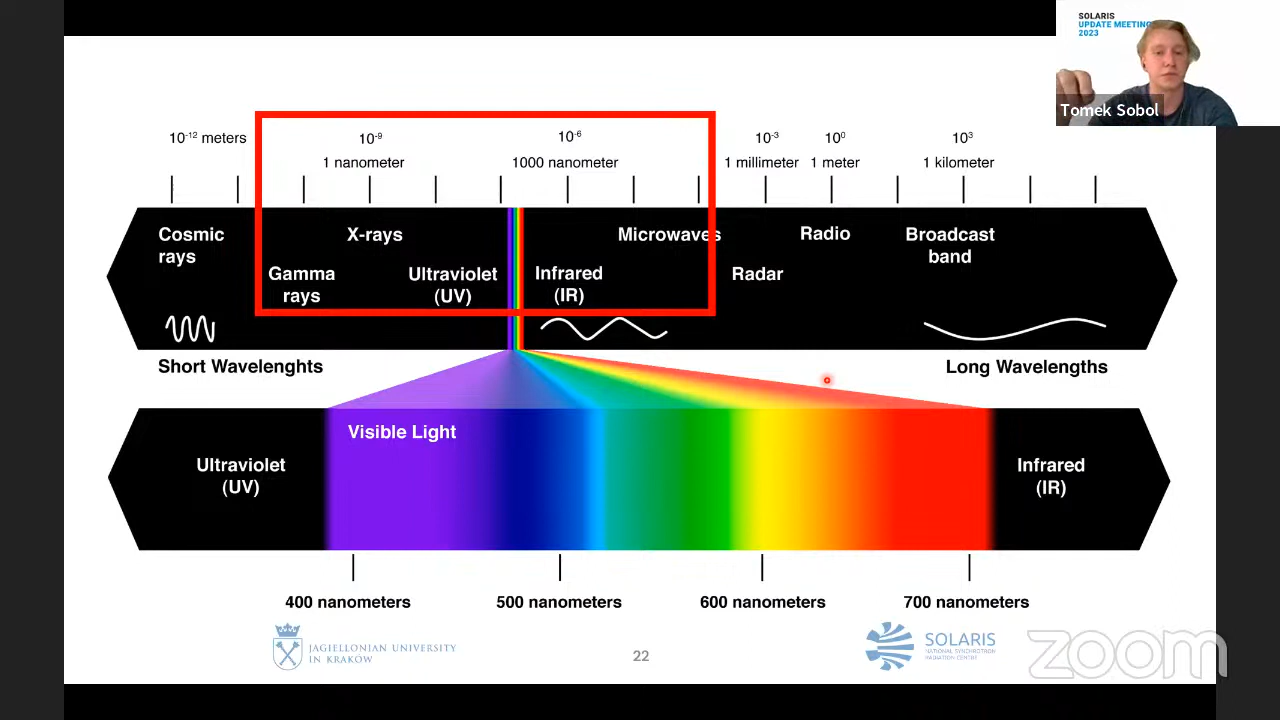 SOLARIS
UPDATE MEETING
2023
Tomek Sobol
10-12 meters
10-9
10-6
10-3
100
103
1 nanometer
1000 nanometer
1 millimeter
1 meter
1 kilometer
Cosmic
rays
X-rays
Microwaves
Radio
Broadcast
band
Gamma
rays
Ultraviolet
(UV)
Infrared
(IR)
Radar
Short Wavelenghts
Long Wavelengths
Visible Light
Ultraviolet
(UV)
Infrared
(IR)
400 nanometers
500 nanometers
600 nanometers
700 nanometers
JAGIELLONIAN UNIVERSITY
IN KRAKÓW
22
SOLARIS
NATIONAL SYNCHROTRON
RADIATION CENTRE
zoom